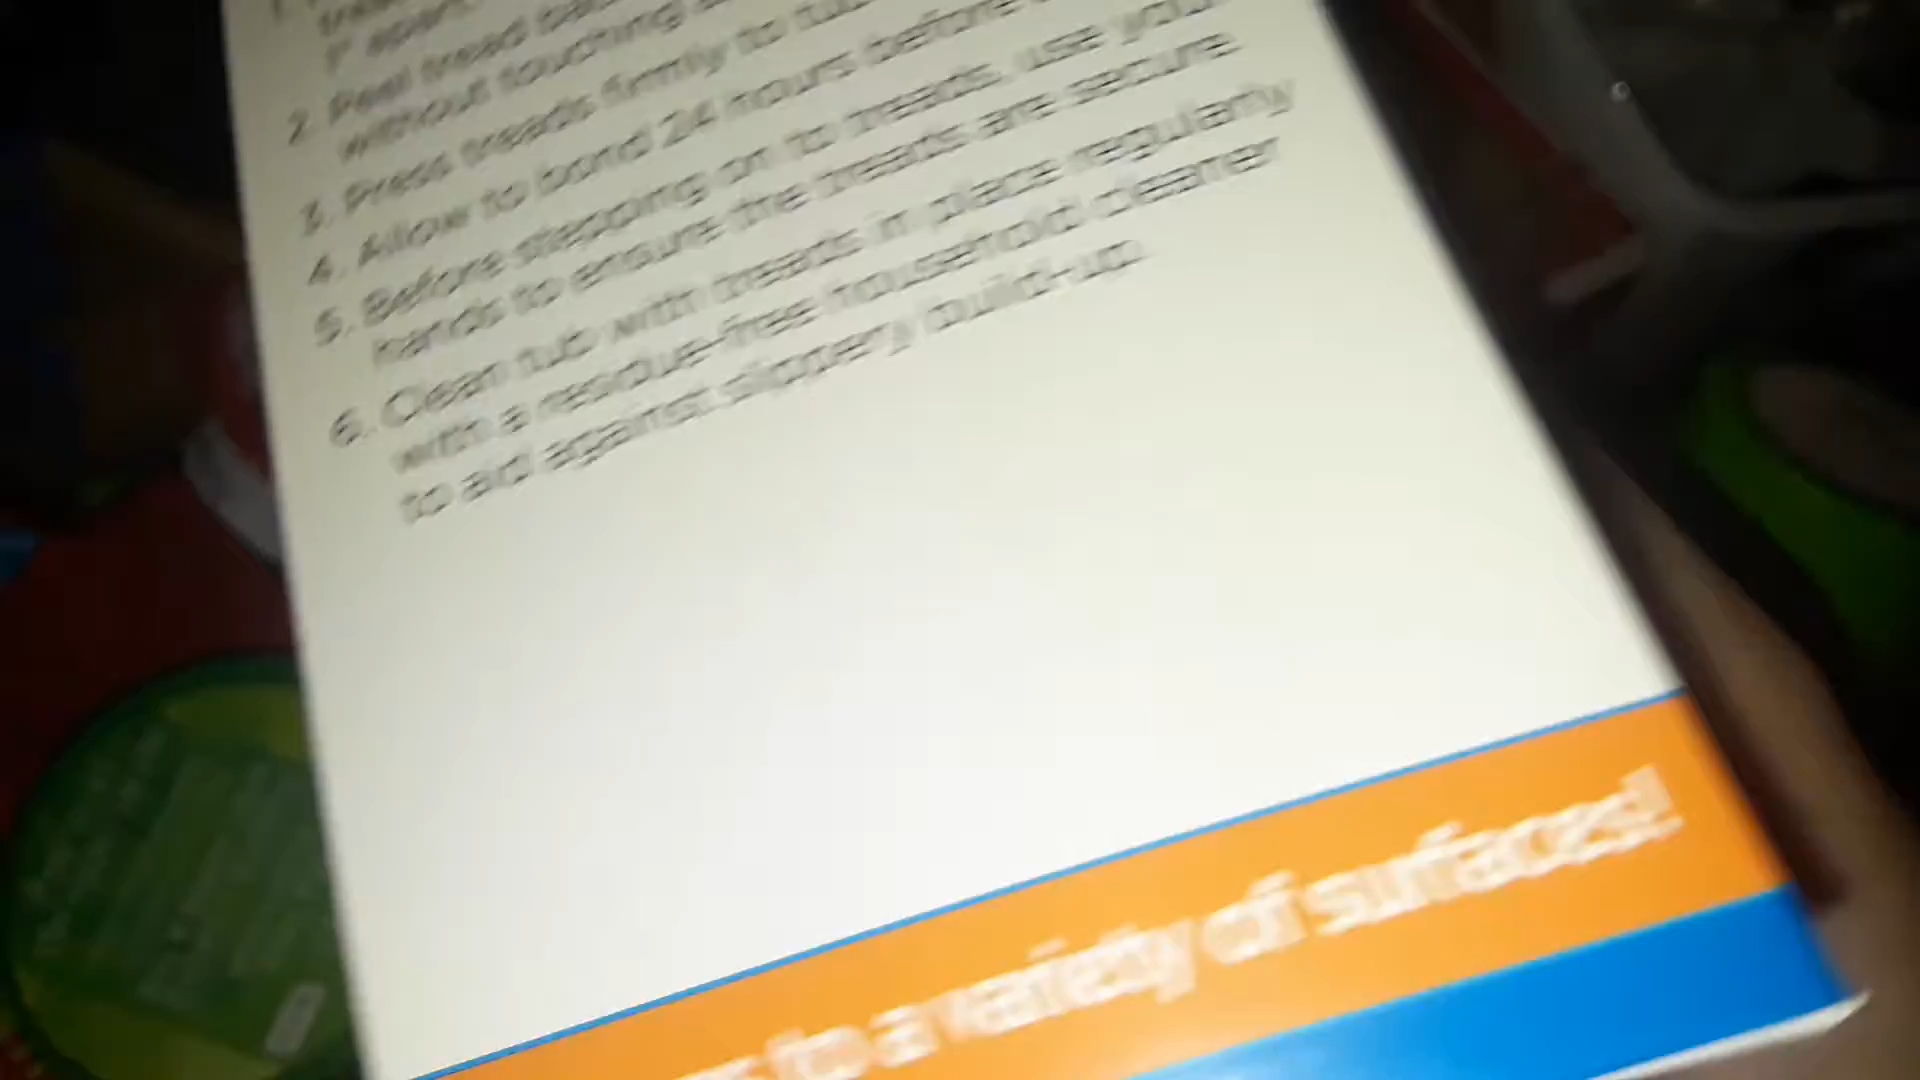 1" apart.
2. Peel tread
without touching
3. Press treads firmly to tub
4. Allow to bond 24 hours before
5. Before stepping on to treads, use your
hands to ensure the treads are secure
6. Clean tub with treads in place regularly
with a residue-free household cleaner
to aid against slippery build-up.
to a variety of surfaces!